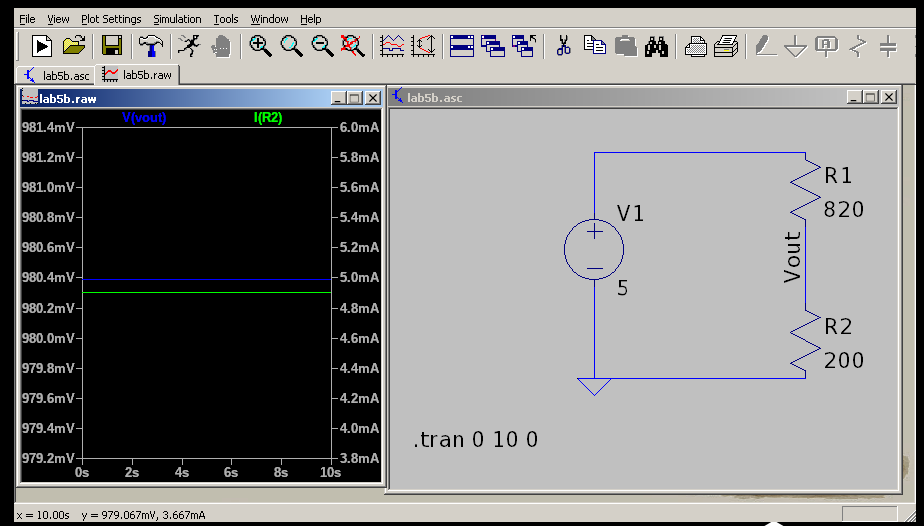 File View Plot Settings Simulation Tools Window Help
lab5b.asc lab5b.raw
lab5b.raw
V(vout) I(R2)
981.4mV 6.0mA
981.2mV 5.8mA
981.0mV 5.6mA
980.8mV 5.4mA
980.6mV 5.2mA
980.4mV 5.0mA
980.2mV 4.8mA
980.0mV 4.6mA
979.8mV 4.4mA
979.6mV 4.2mA
979.4mV 4.0mA
979.2mV 3.8mA
0s 2s 4s 6s 8s 10s
lab5b.asc
R1
820
V1
5
Vout
R2
200
.tran 0 10 0
x = 10.00s y = 979.067mV, 3.667mA